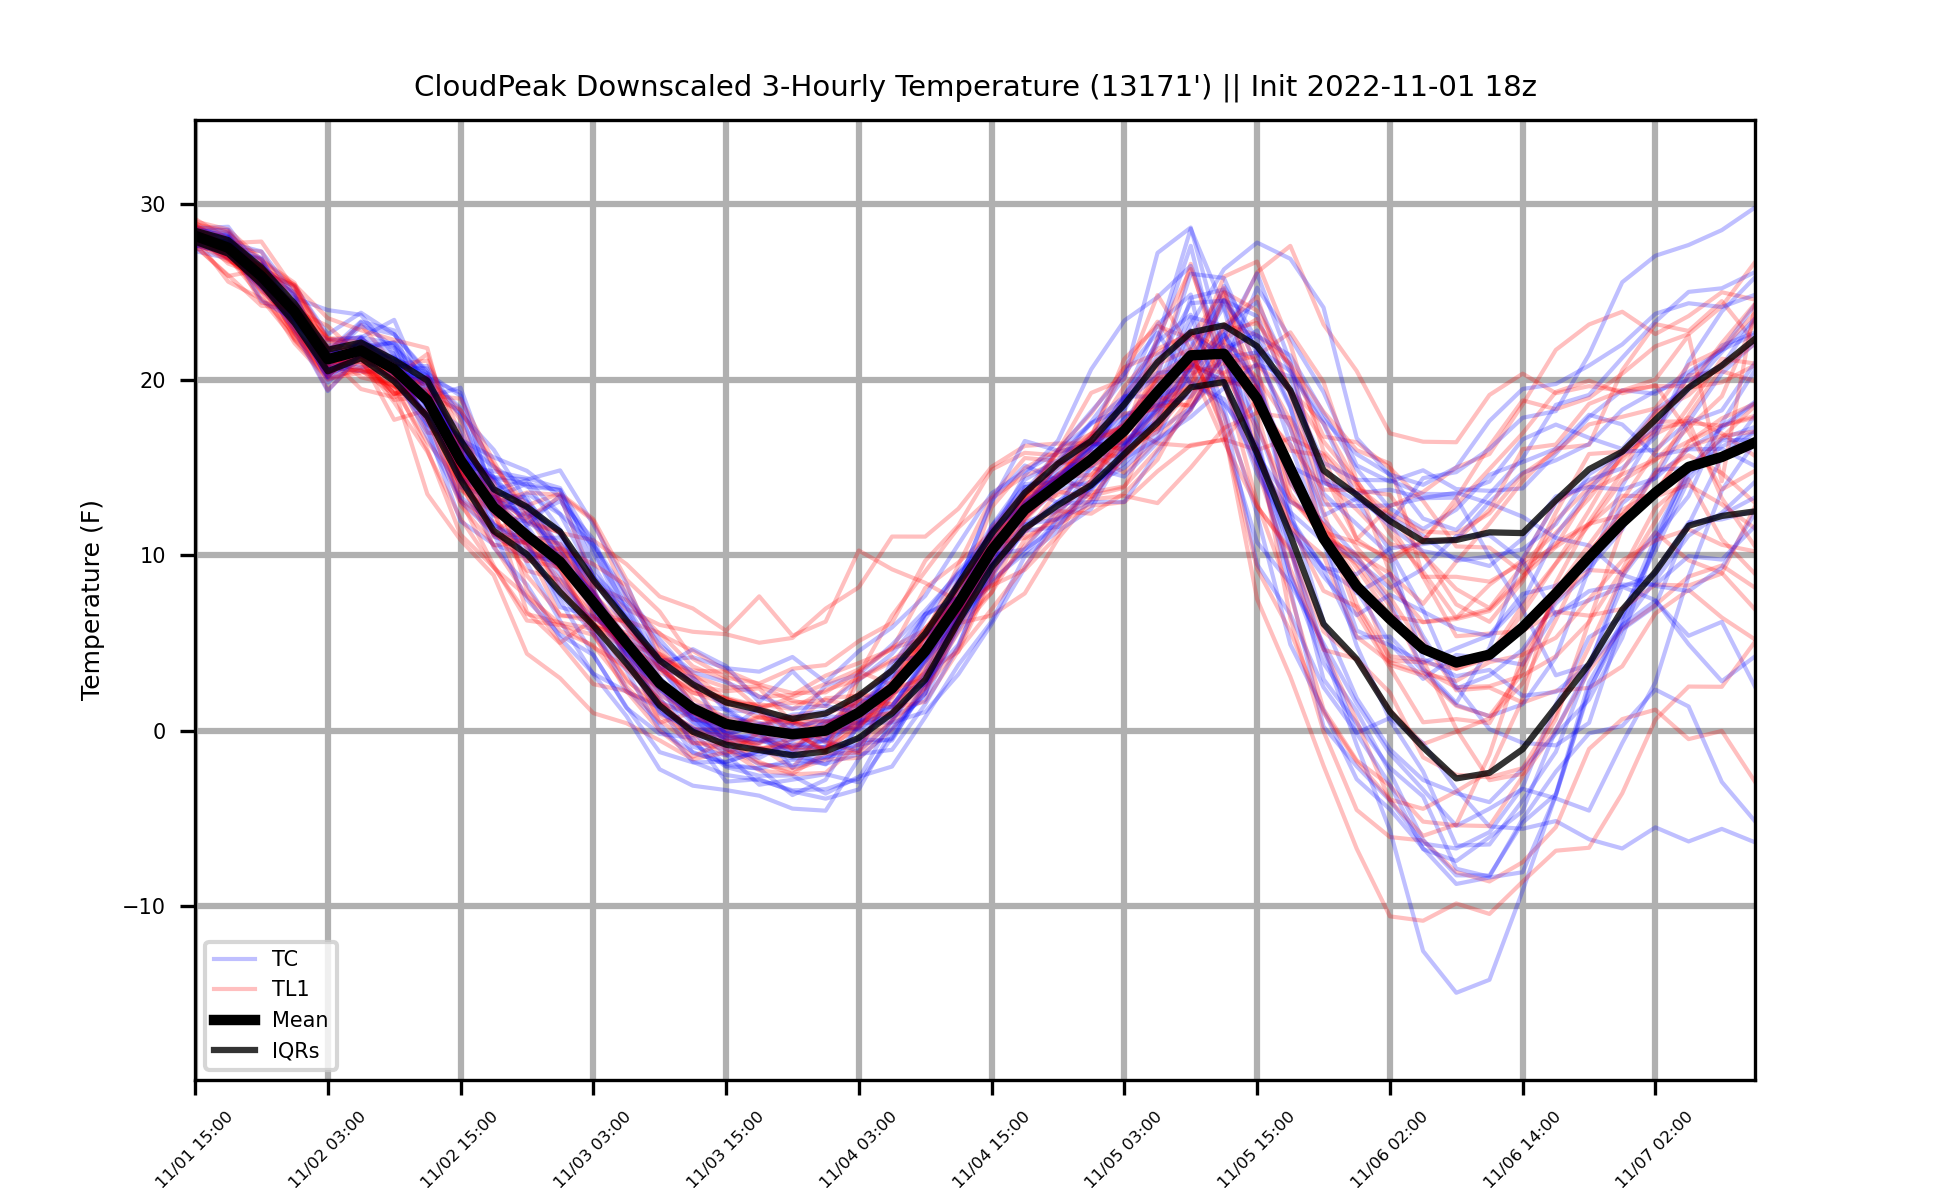 CloudPeak Downscaled 3-Hourly Temperature (13171') || Init 2022-11-01 18z
Temperature (F)
30
20
10
0
−10
TC
TL1
Mean
IQRs
11/01 15:00
11/02 03:00
11/02 15:00
11/03 03:00
11/03 15:00
11/04 03:00
11/04 15:00
11/05 03:00
11/05 15:00
11/06 02:00
11/06 14:00
11/07 02:00